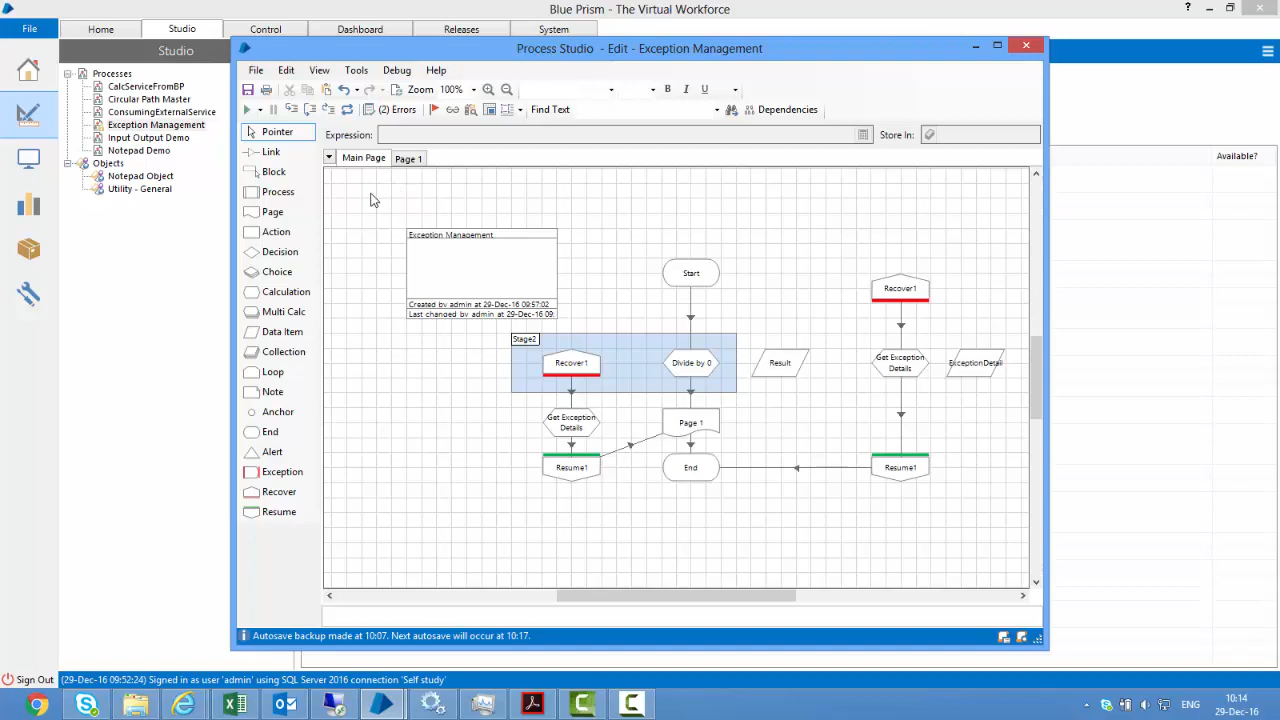 Blue Prism - The Virtual Workforce
?
File
Home
Studio
Control
Dashboard
Releases
System
Studio
Processes
CalcServiceFromBP
Circular Path Master
ConsumingExternalService
Exception Management
Input Output Demo
Notepad Demo
Objects
Notepad Object
Utility - General
Available?
Process Studio - Edit - Exception Management
File Edit View Tools Debug Help
Zoom 100% B I U
(2) Errors Find Text Dependencies
Pointer
Expression: Store In:
Link
Main Page
Page 1
Block
Process
Page
Action
Decision
Choice
Calculation
Multi Calc
Data Item
Collection
Loop
Note
Anchor
End
Alert
Exception
Recover
Resume
Exception Management
Created by admin at 29-Dec-16 09:57:02
Last changed by admin at 29-Dec-16 09:
Start
Recover1
Stage2
Recover1
Divide by 0
Result
Get Exception
Details
ExceptionDetail
Get Exception
Details
Page 1
Resume1
End
Resume1
Autosave backup made at 10:07. Next autosave will occur at 10:17.
Sign Out
(29-Dec-16 09:52:24) Signed in as user 'admin' using SQL Server 2016 connection 'Self study'
ENG
10:14
29-Dec-16